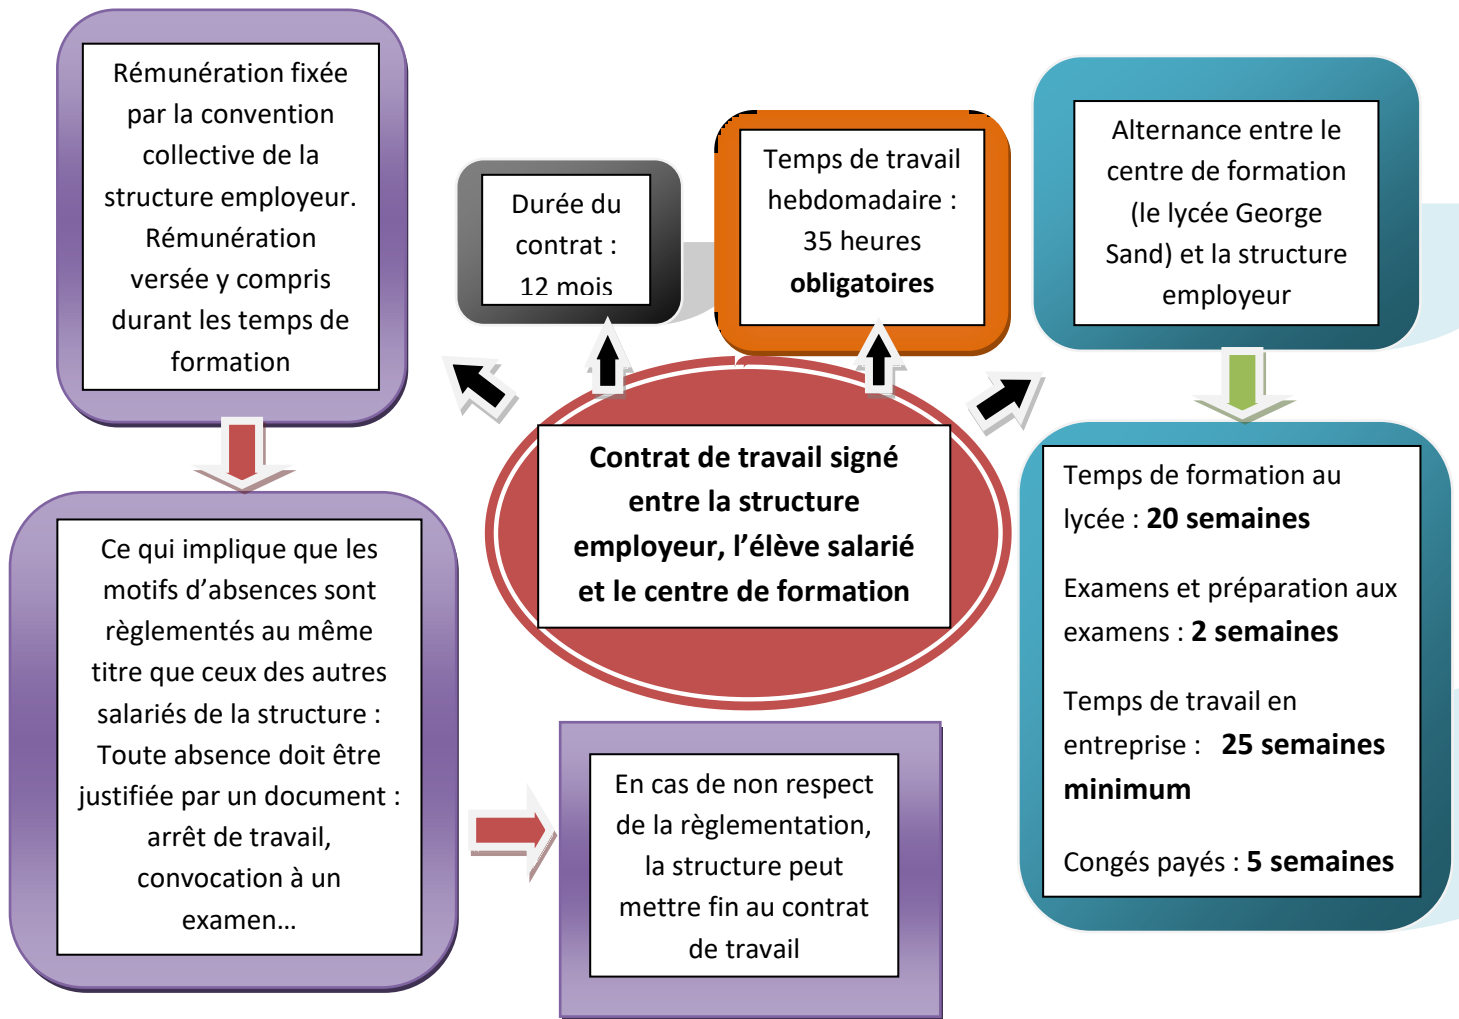 Rémunération fixée
par la convention
collective de la
structure employeur.
Rémunération
versée y compris
durant les temps de
formation
Durée du
contrat :
12 mois
Temps de travail
hebdomadaire :
35 heures
obligatoires
Alternance entre le
centre de formation
(le lycée George
Sand) et la structure
employeur
Contrat de travail signé
entre la structure
employeur, l’élève salarié
et le centre de formation
Ce qui implique que les
motifs d’absences sont
règlementés au même
titre que ceux des autres
salariés de la structure :
Toute absence doit être
justifiée par un document :
arrêt de travail,
convocation à un
examen…
En cas de non respect
de la règlementation,
la structure peut
mettre fin au contrat
de travail
Temps de formation au
lycée : 20 semaines
Examens et préparation aux
examens : 2 semaines
Temps de travail en
entreprise : 25 semaines
minimum
Congés payés : 5 semaines